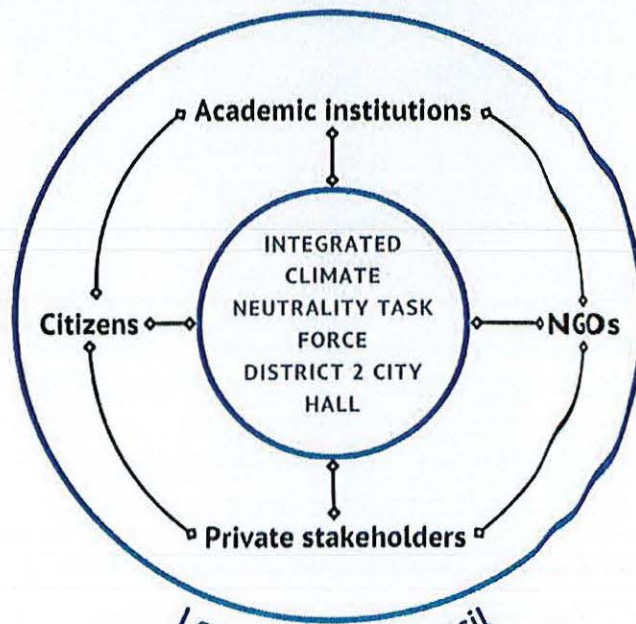 Academic institutions
INTEGRATED
CLIMATE
NEUTRALITY TASK
FORCE
DISTRICT 2 CITY
HALL
Citizens
NGOs
Private stakeholders